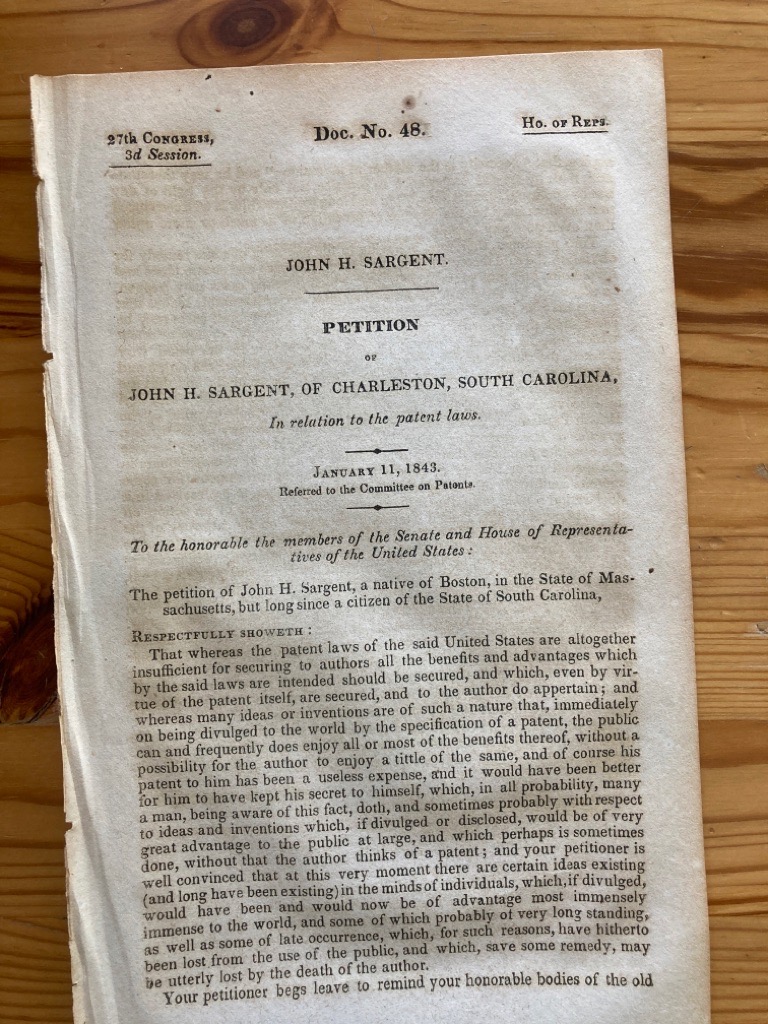 27th Congress,
3d Session.
Doc. No. 48.
Ho. of Reps.
JOHN H. SARGENT.
PETITION
OF
JOHN H. SARGENT, OF CHARLESTON, SOUTH CAROLINA,
In relation to the patent laws.
January 11, 1843.
Referred to the Committee on Patents.
To the honorable the members of the Senate and House of Representa-
tives of the United States:
The petition of John H. Sargent, a native of Boston, in the State of Mas-
sachusetts, but long since a citizen of the State of South Carolina,
Respectfully showeth:
That whereas the patent laws of the said United States are altogether
insufficient for securing to authors all the benefits and advantages which
by the said laws are intended should be secured, and which, even by vir-
tue of the patent itself, are secured, and to the author do appertain; and
whereas many ideas or inventions are of such a nature that, immediately
on being divulged to the world by the specification of a patent, the public
can and frequently does enjoy all or most of the benefits thereof, without a
possibility for the author to enjoy a tittle of the same, and of course his
patent to him has been a useless expense, and it would have been better
for him to have kept his secret to himself, which, in all probability, many
a man, being aware of this fact, doth, and sometimes probably with respect
to ideas and inventions which, if divulged or disclosed, would be of very
great advantage to the public at large, and which perhaps is sometimes
done, without that the author thinks of a patent; and your petitioner is
well convinced that at this very moment there are certain ideas existing
(and long have been existing) in the minds of individuals, which, if divulged,
would have been and would now be of advantage most immensely
immense to the world, and some of which probably of very long standing,
as well as some of late occurrence, which, for such reasons, have hitherto
been lost from the use of the public, and which, save some remedy, may
be utterly lost by the death of the author.
Your petitioner begs leave to remind your honorable bodies of the old